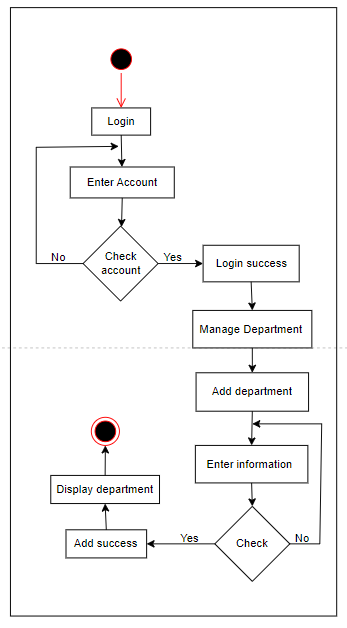 Login
Enter Account
No
Check
account
Yes
Login success
Manage Department
Add department
Enter information
Display department
Add success
Yes
Check
No